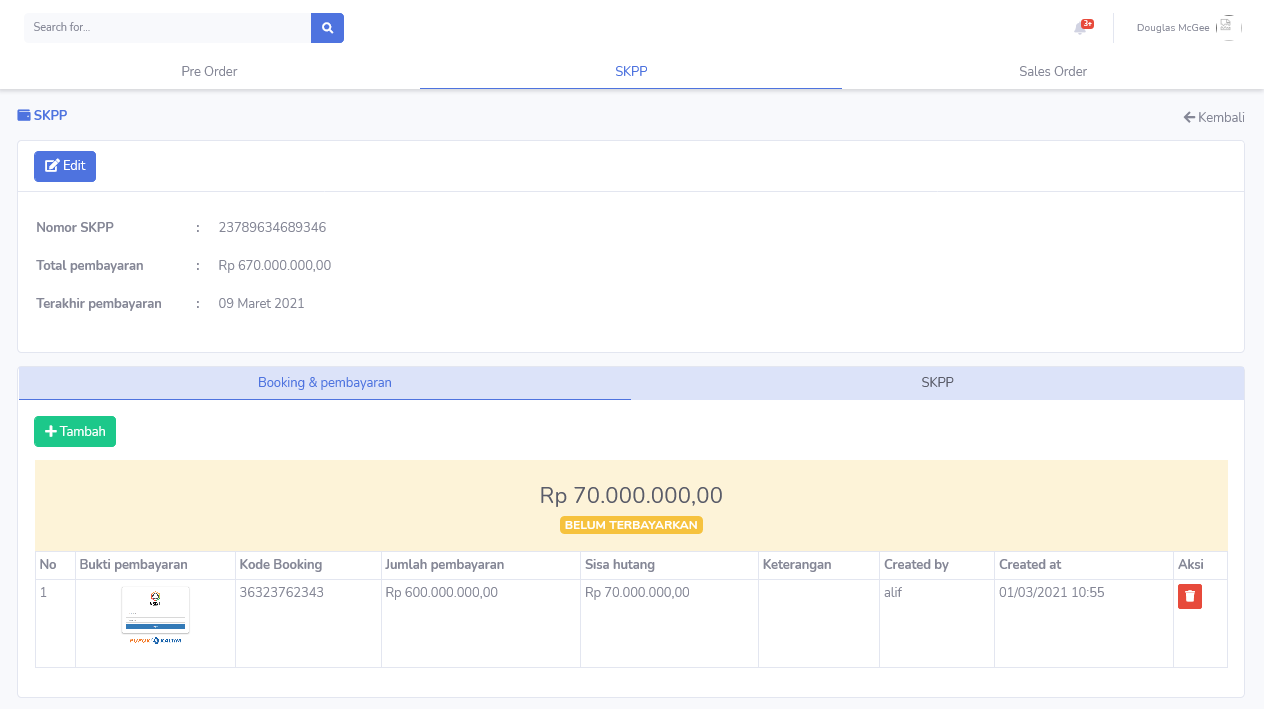 Search for...
3+
Douglas McGee
Pre Order
SKPP
Sales Order
SKPP
Kembali
Edit
Nomor SKPP : 23789634689346
Total pembayaran : Rp 670.000.000,00
Terakhir pembayaran : 09 Maret 2021
Booking & pembayaran
SKPP
Tambah
Rp 70.000.000,00
BELUM TERBAYARKAN
No Bukti pembayaran Kode Booking Jumlah pembayaran Sisa hutang Keterangan Created by Created at Aksi
1 36323762343 Rp 600.000.000,00 Rp 70.000.000,00 alif 01/03/2021 10:55